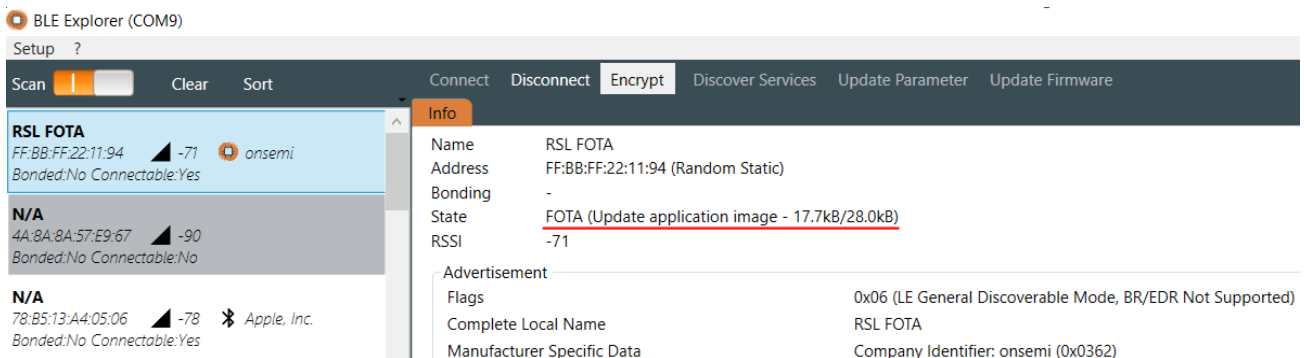 BLE Explorer (COM9)
Setup ?
Scan Clear Sort
Connect Disconnect Encrypt Discover Services Update Parameter Update Firmware
RSL FOTA
FF:BB:FF:22:11:94 -71 onsemi
Bonded:No Connectable:Yes
N/A
4A:8A:8A:57:E9:67 -90
Bonded:No Connectable:No
N/A
78:B5:13:A4:05:06 -78 Apple, Inc.
Bonded:No Connectable:Yes
Info
Name RSL FOTA
Address FF:BB:FF:22:11:94 (Random Static)
Bonding -
State FOTA (Update application image - 17.7kB/28.0kB)
RSSI -71
Advertisement
Flags 0x06 (LE General Discoverable Mode, BR/EDR Not Supported)
Complete Local Name RSL FOTA
Manufacturer Specific Data Company Identifier: onsemi (0x0362)